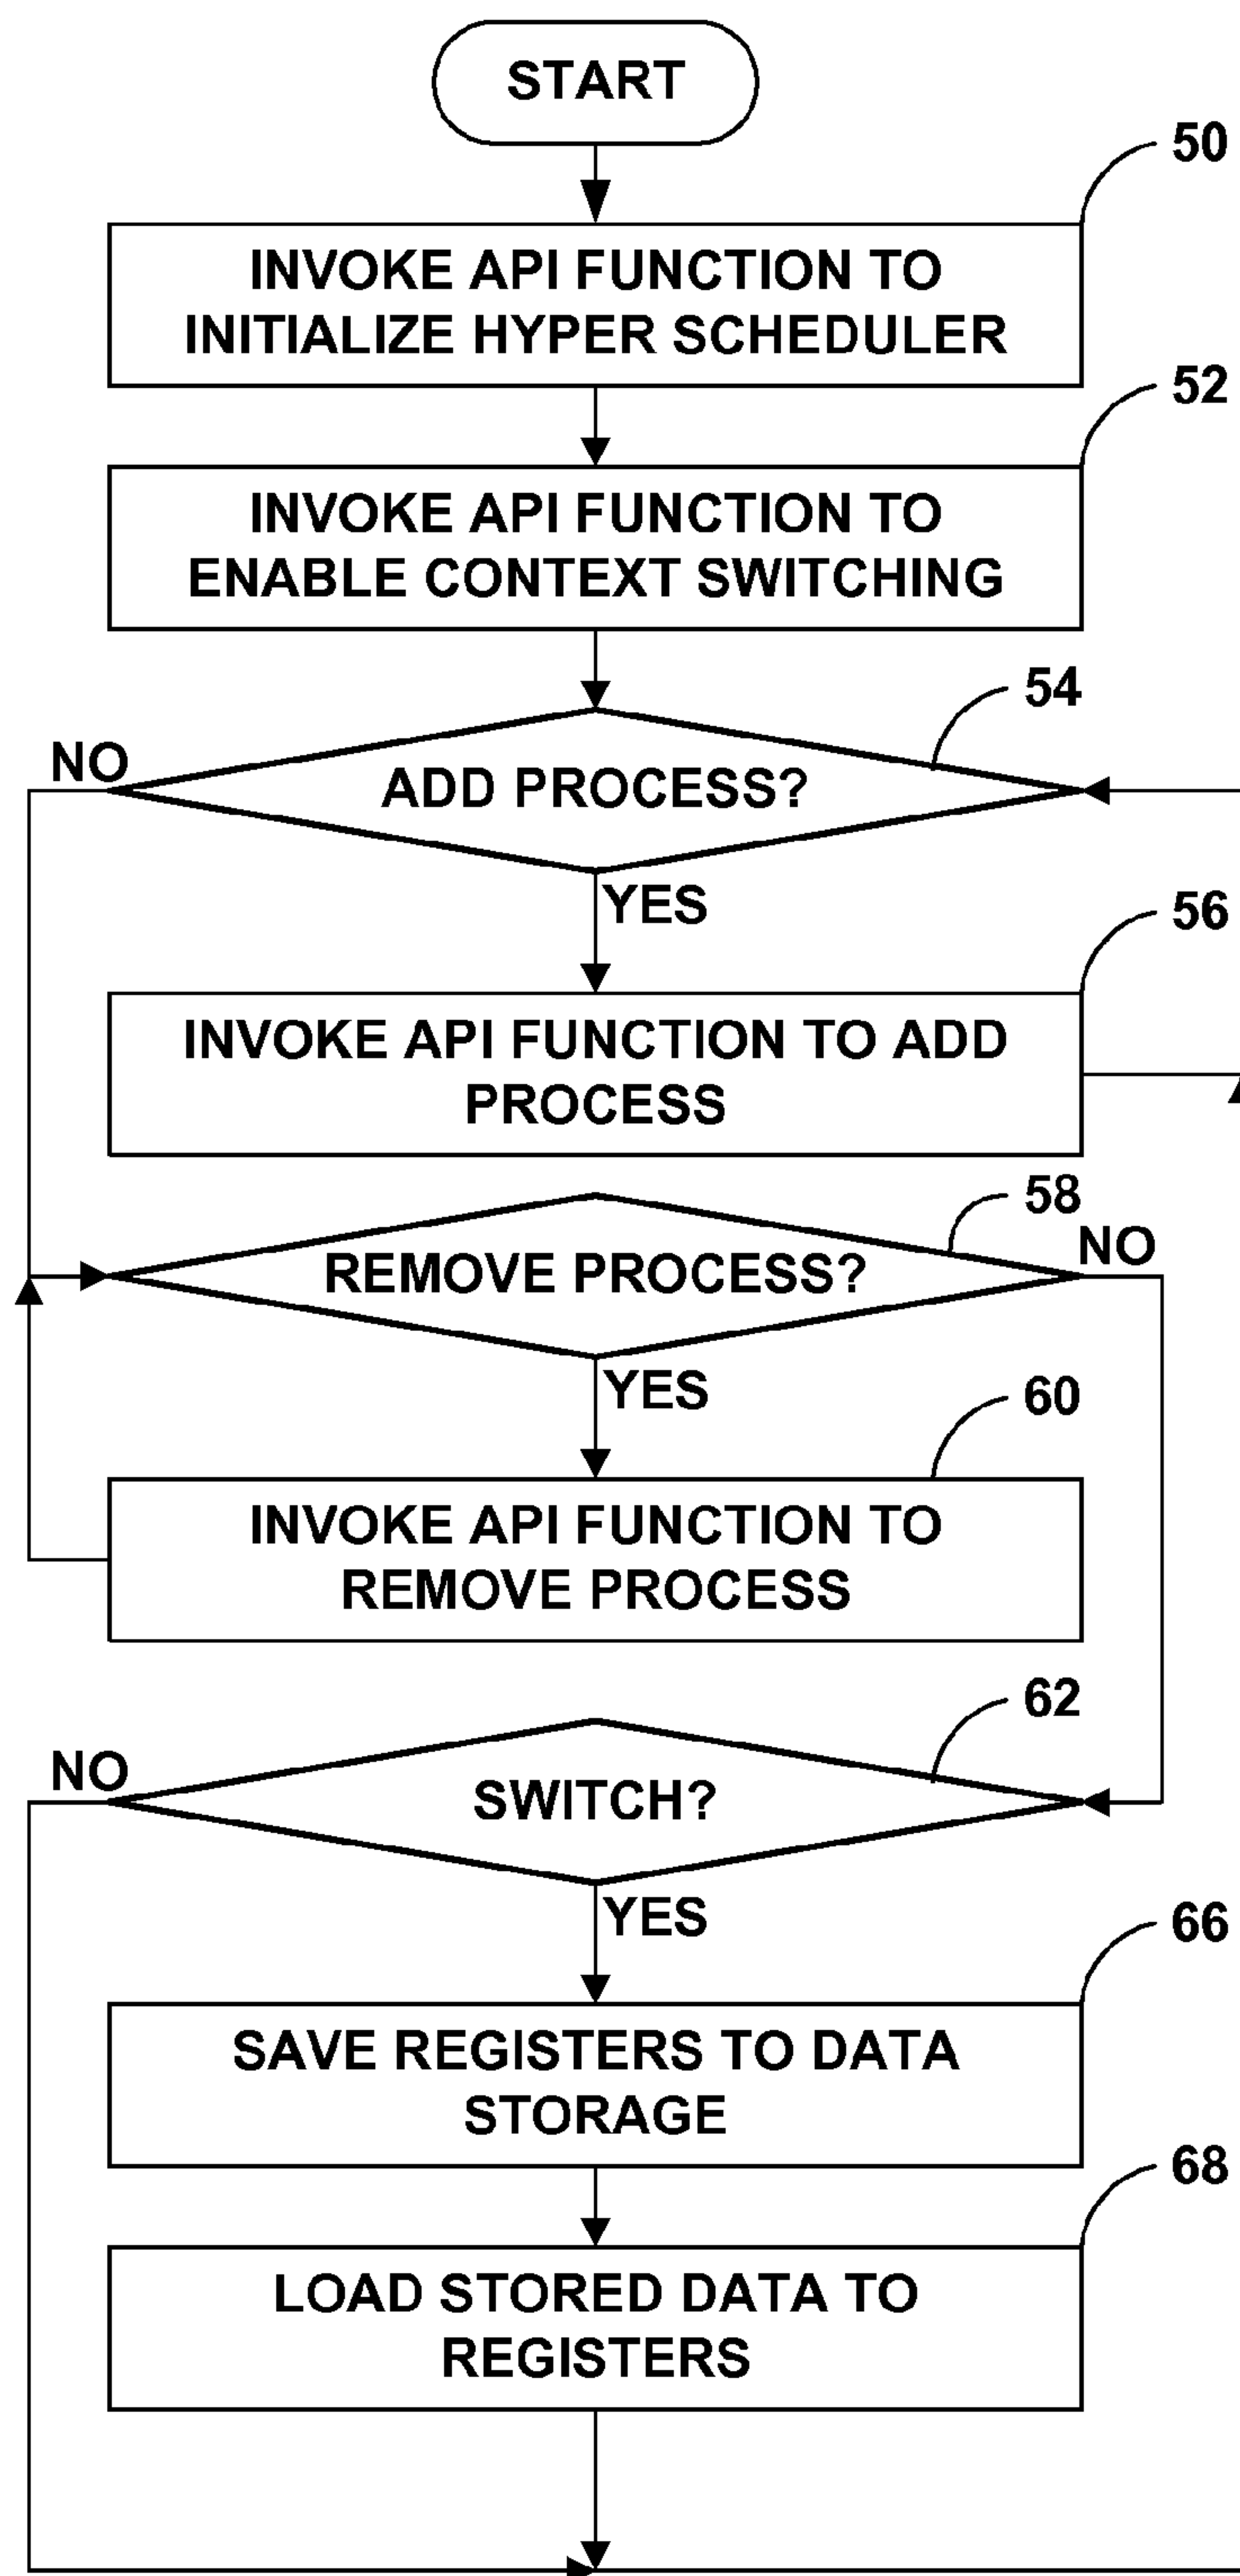 START
50
INVOKE API FUNCTION TO
INITIALIZE HYPER SCHEDULER
52
INVOKE API FUNCTION TO
ENABLE CONTEXT SWITCHING
54
NO
ADD PROCESS?
YES
56
INVOKE API FUNCTION TO ADD
PROCESS
58
NO
REMOVE PROCESS?
YES
60
INVOKE API FUNCTION TO
REMOVE PROCESS
62
NO
SWITCH?
YES
66
SAVE REGISTERS TO DATA
STORAGE
68
LOAD STORED DATA TO
REGISTERS